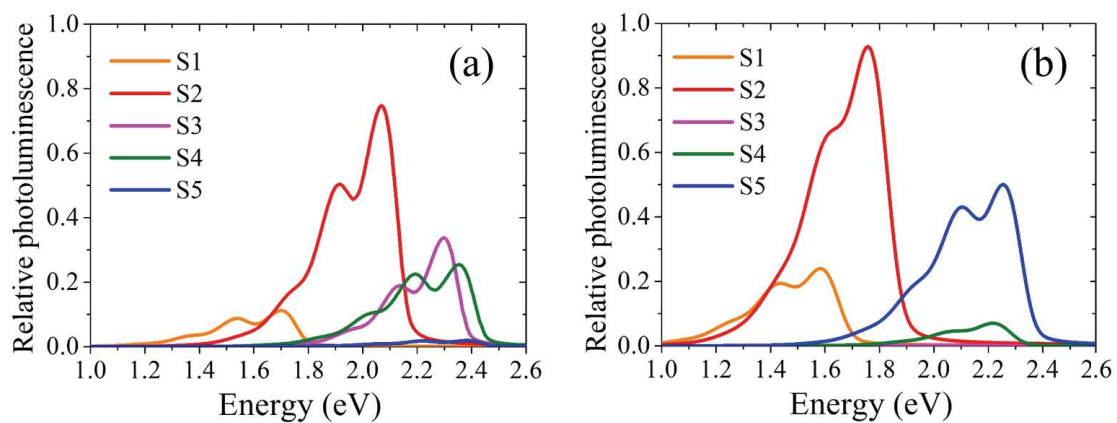 Relative photoluminescence
1.0
0.8
0.6
0.4
0.2
0.0
S1
S2
S3
S4
S5
(a)
1.0 1.2 1.4 1.6 1.8 2.0 2.2 2.4 2.6
Energy (eV)
Relative photoluminescence
1.0
0.8
0.6
0.4
0.2
0.0
S1
S2
S3
S4
S5
(b)
1.0 1.2 1.4 1.6 1.8 2.0 2.2 2.4 2.6
Energy (eV)